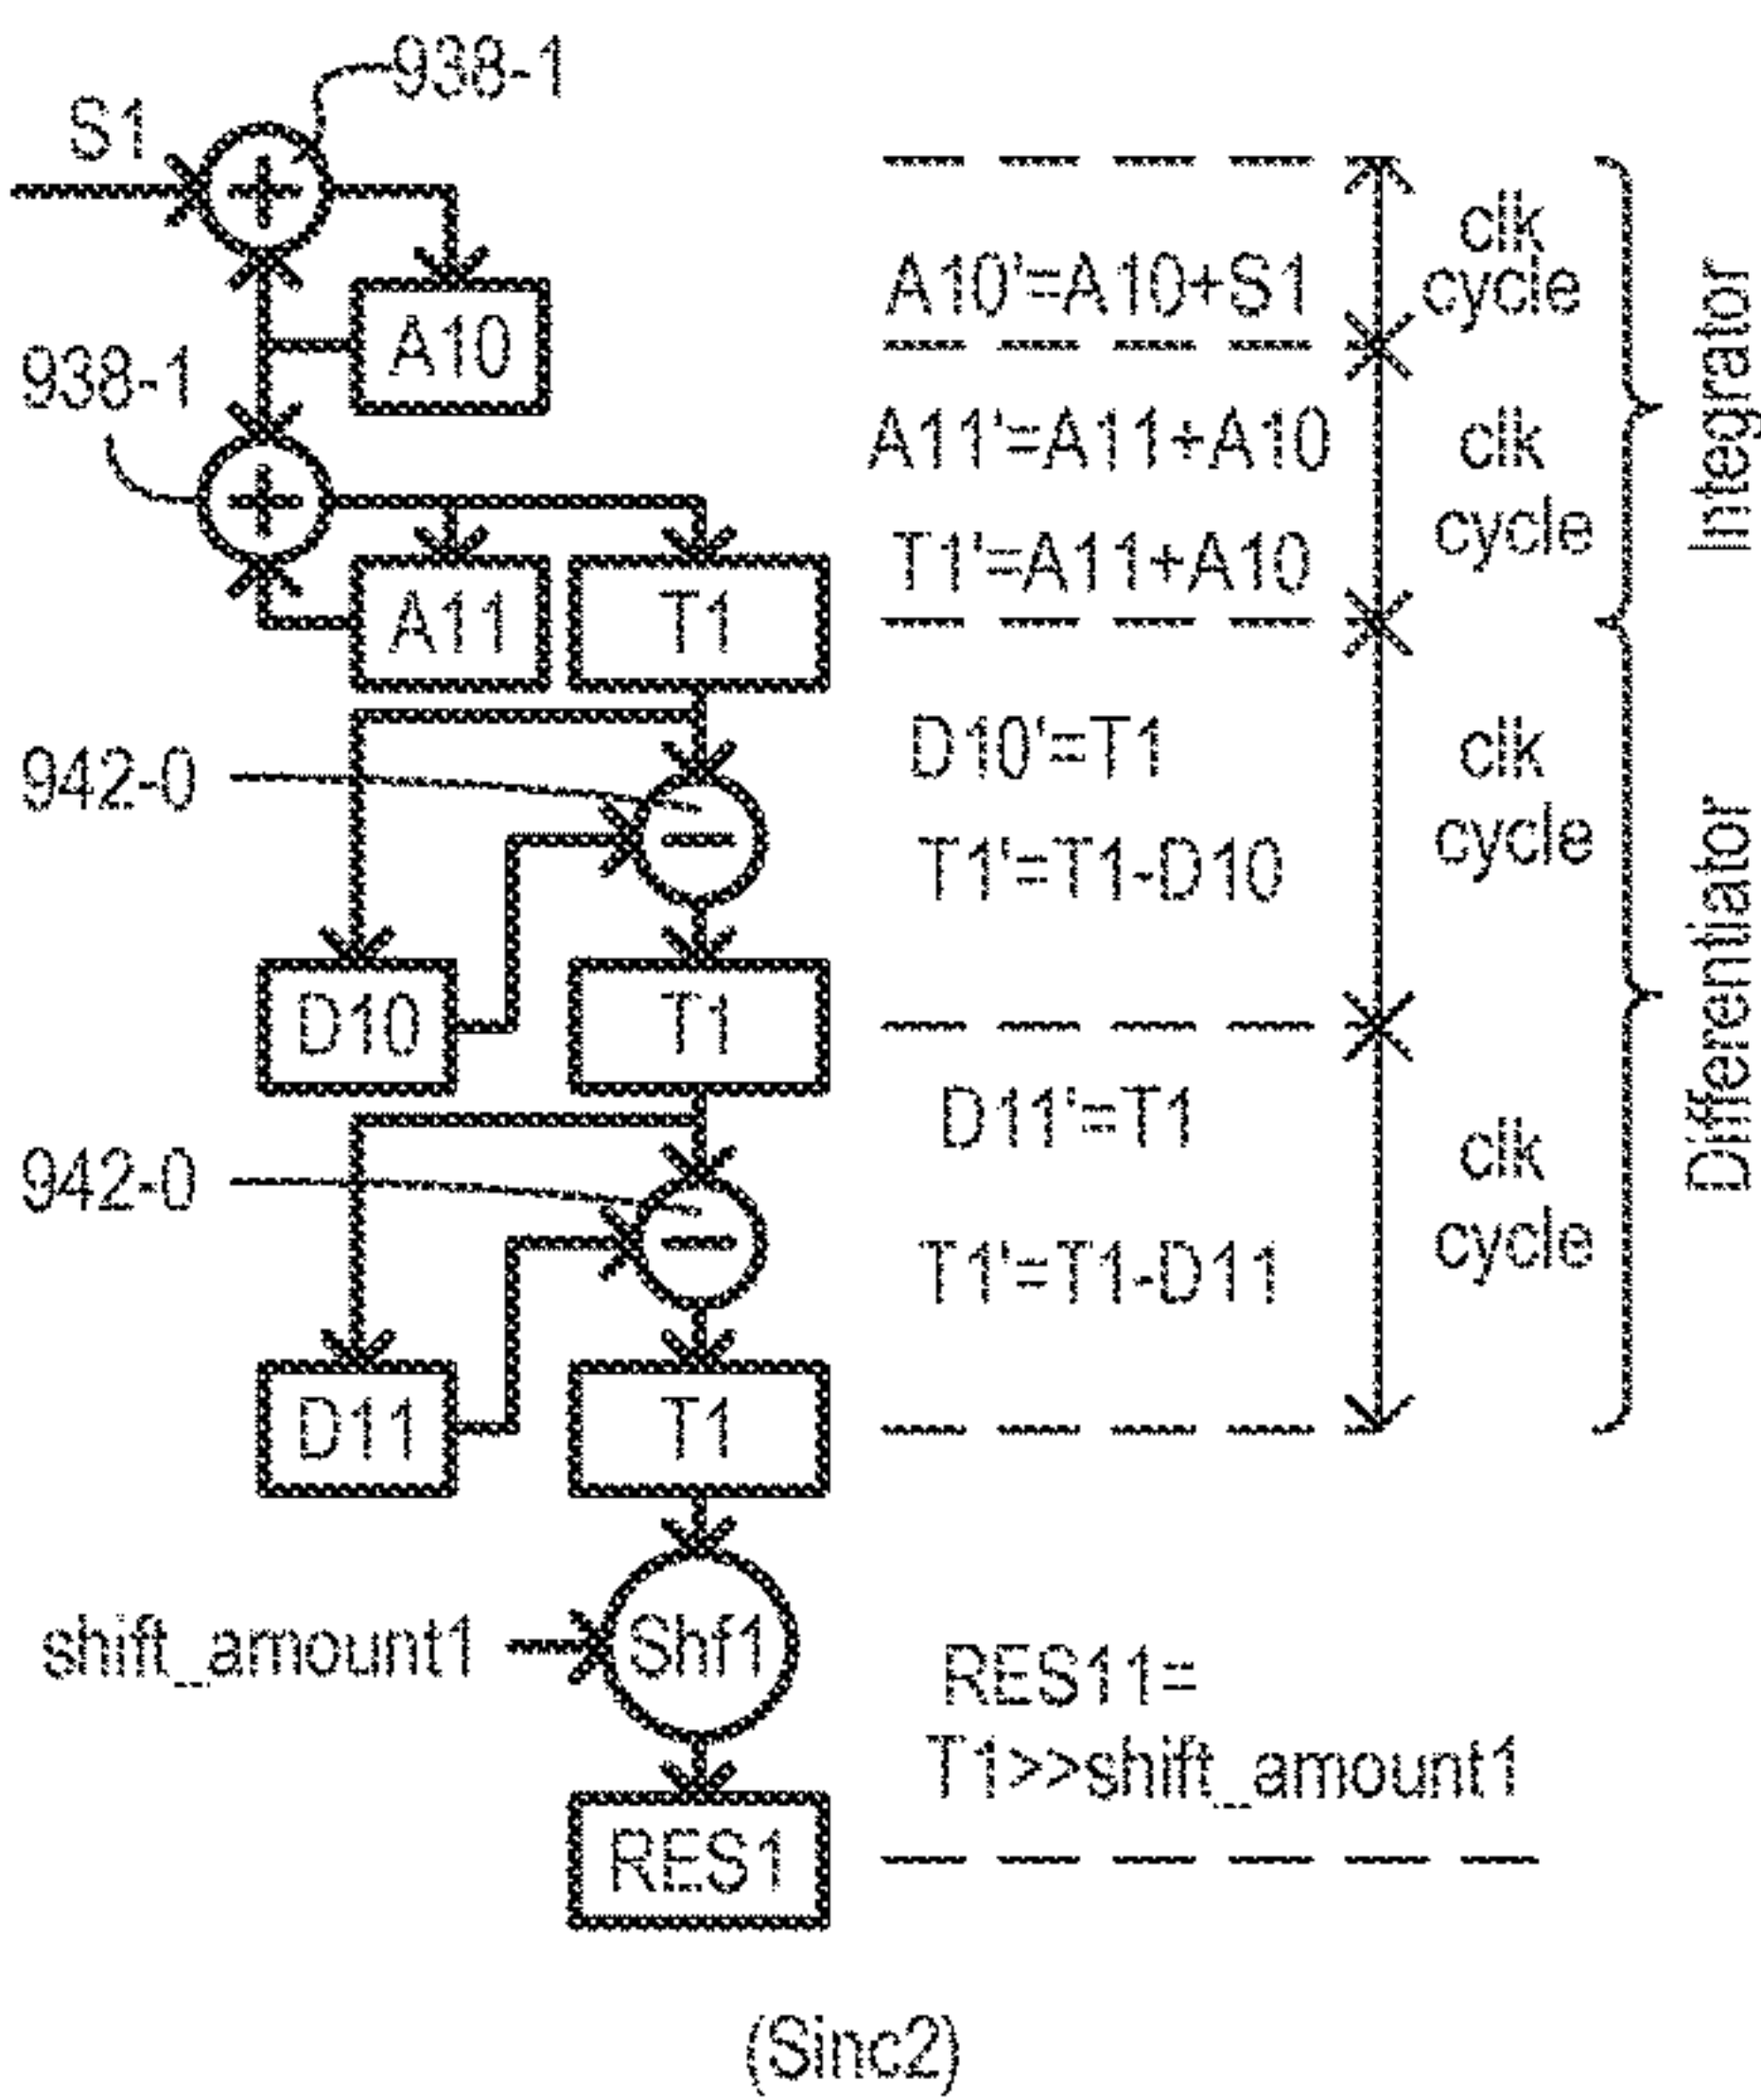 938-1
S1
A10'=A10+S1
clk
cycle
A10
938-1
A11'=A11+A10
clk
cycle
T1'=A11+A10
A11
T1
Integrator
942-0
D10'=T1
clk
cycle
T1'=T1-D10
D10
T1
942-0
D11'=T1
clk
cycle
T1'=T1-D11
D11
T1
Differentiator
shift_amount1
Shf1
RES11=
T1>>shift_amount1
RES1
(Sinc2)